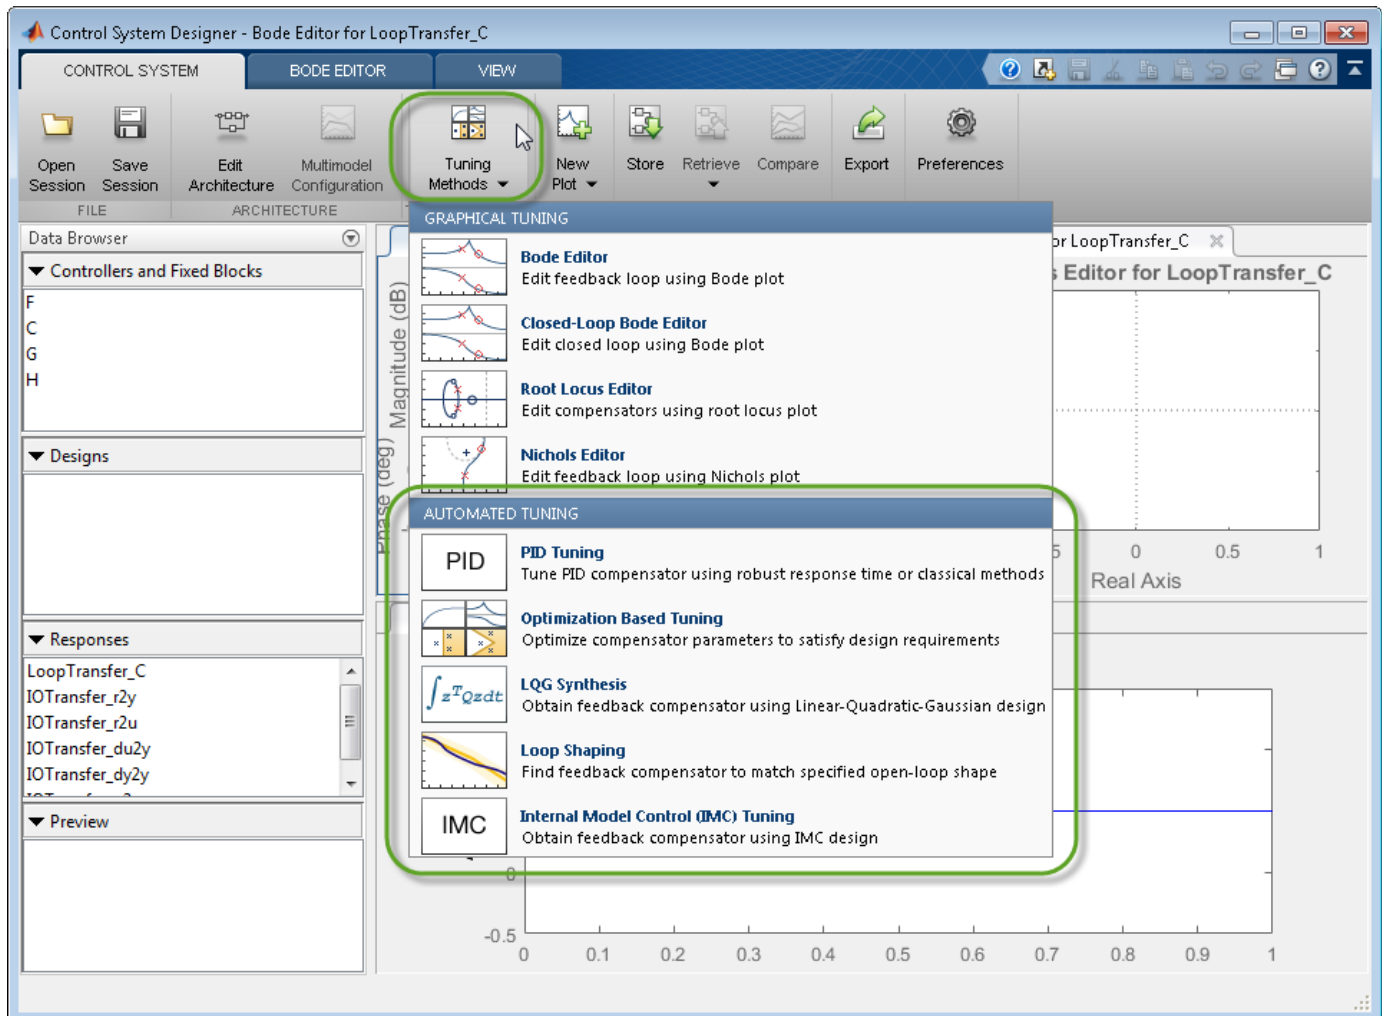 Control System Designer - Bode Editor for LoopTransfer_C
CONTROL SYSTEM
BODE EDITOR
VIEW
Open Session
Save Session
Edit Architecture
Multimodel Configuration
Tuning Methods
New Plot
Store
Retrieve
Compare
Export
Preferences
FILE
ARCHITECTURE
Data Browser
Controllers and Fixed Blocks
F
C
G
H
Designs
Responses
LoopTransfer_C
IOTransfer_r2y
IOTransfer_r2u
IOTransfer_du2y
IOTransfer_dy2y
Preview
GRAPHICAL TUNING
Bode Editor
Edit feedback loop using Bode plot
Closed-Loop Bode Editor
Edit closed loop using Bode plot
Root Locus Editor
Edit compensators using root locus plot
Nichols Editor
Edit feedback loop using Nichols plot
AUTOMATED TUNING
PID
PID Tuning
Tune PID compensator using robust response time or classical methods
Optimization Based Tuning
Optimize compensator parameters to satisfy design requirements
∫zᵀQzdt
LQG Synthesis
Obtain feedback compensator using Linear-Quadratic-Gaussian design
Loop Shaping
Find feedback compensator to match specified open-loop shape
IMC
Internal Model Control (IMC) Tuning
Obtain feedback compensator using IMC design
Magnitude (dB)
Phase (deg)
or LoopTransfer_C
Editor for LoopTransfer_C
5 0 0.5 1
Real Axis
0
-0.5
0 0.1 0.2 0.3 0.4 0.5 0.6 0.7 0.8 0.9 1